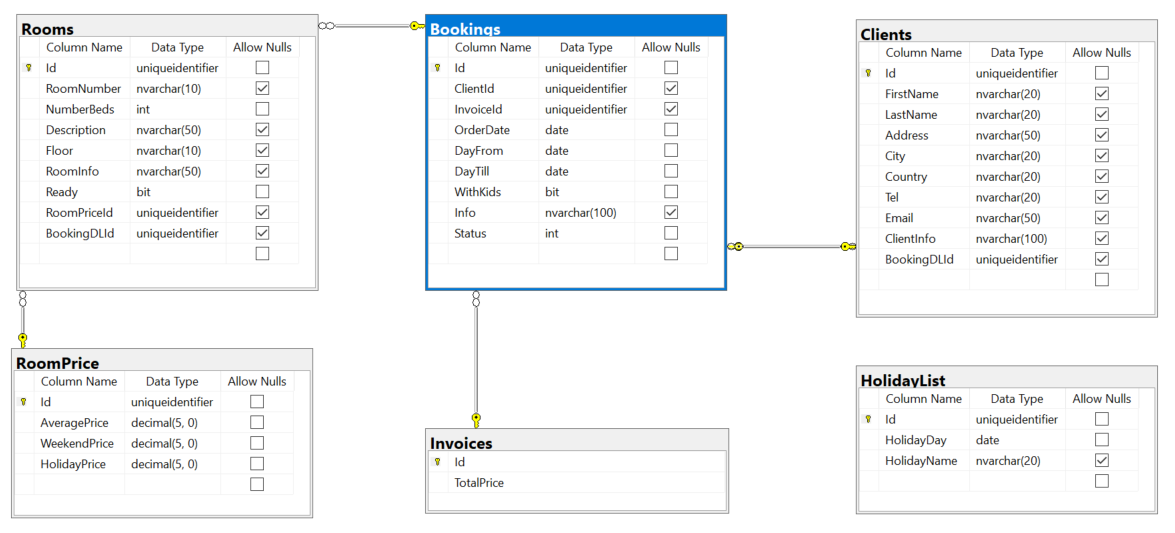 Rooms
Column Name Data Type Allow Nulls
Id uniqueidentifier
RoomNumber nvarchar(10)
NumberBeds int
Description nvarchar(50)
Floor nvarchar(10)
RoomInfo nvarchar(50)
Ready bit
RoomPriceId uniqueidentifier
BookingDLId uniqueidentifier
Bookings
Column Name Data Type Allow Nulls
Id uniqueidentifier
ClientId uniqueidentifier
InvoiceId uniqueidentifier
OrderDate date
DayFrom date
DayTill date
WithKids bit
Info nvarchar(100)
Status int
Clients
Column Name Data Type Allow Nulls
Id uniqueidentifier
FirstName nvarchar(20)
LastName nvarchar(20)
Address nvarchar(50)
City nvarchar(20)
Country nvarchar(20)
Tel nvarchar(20)
Email nvarchar(50)
ClientInfo nvarchar(100)
BookingDLId uniqueidentifier
RoomPrice
Column Name Data Type Allow Nulls
Id uniqueidentifier
AveragePrice decimal(5, 0)
WeekendPrice decimal(5, 0)
HolidayPrice decimal(5, 0)
Invoices
Id
TotalPrice
HolidayList
Column Name Data Type Allow Nulls
Id uniqueidentifier
HolidayDay date
HolidayName nvarchar(20)